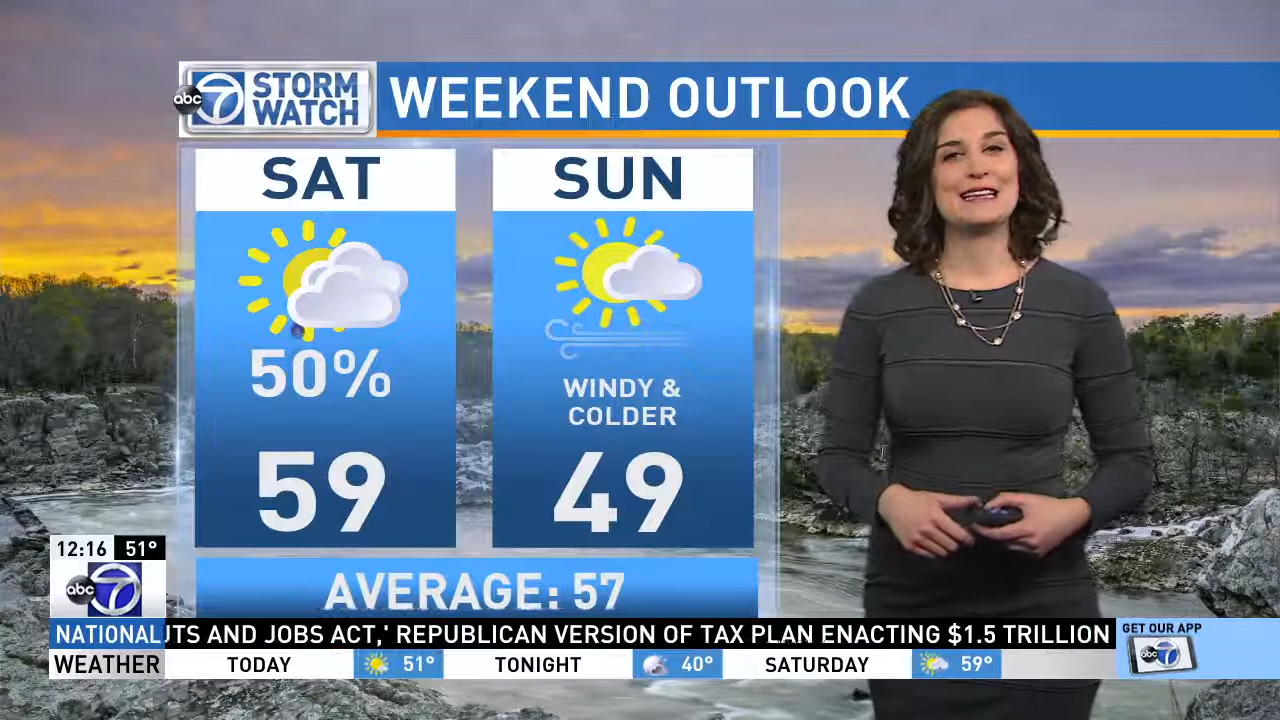 abc 7 STORM
WATCH
WEEKEND OUTLOOK
SAT
50%
59
SUN
WINDY &
COLDER
49
AVERAGE: 57
12:16 51°
abc 7
NATIONAL
AND JOBS ACT,' REPUBLICAN VERSION OF TAX PLAN ENACTING $1.5 TRILLION
GET OUR APP
abc 7
WEATHER TODAY 51° TONIGHT 40° SATURDAY 59°